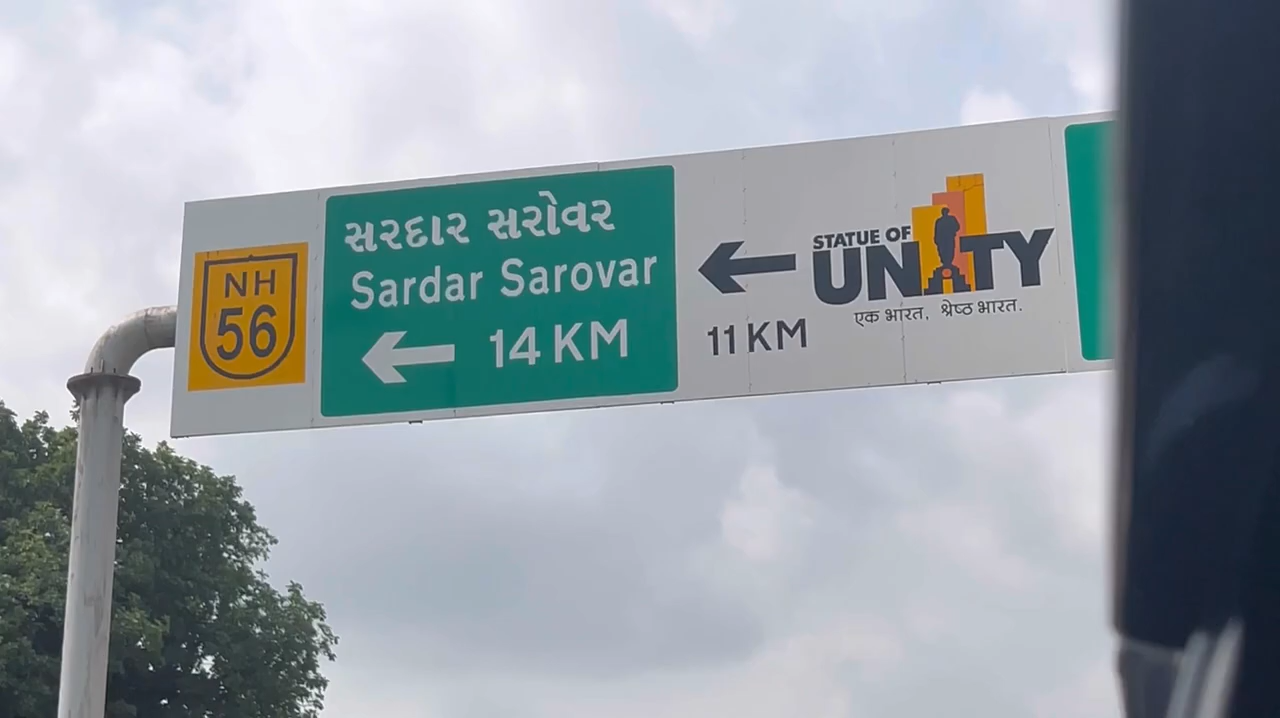 NH
56
સરદાર સરોવર
Sardar Sarovar
14 KM
STATUE OF
UNITY
एक भारत, श्रेष्ठ भारत.
11 KM